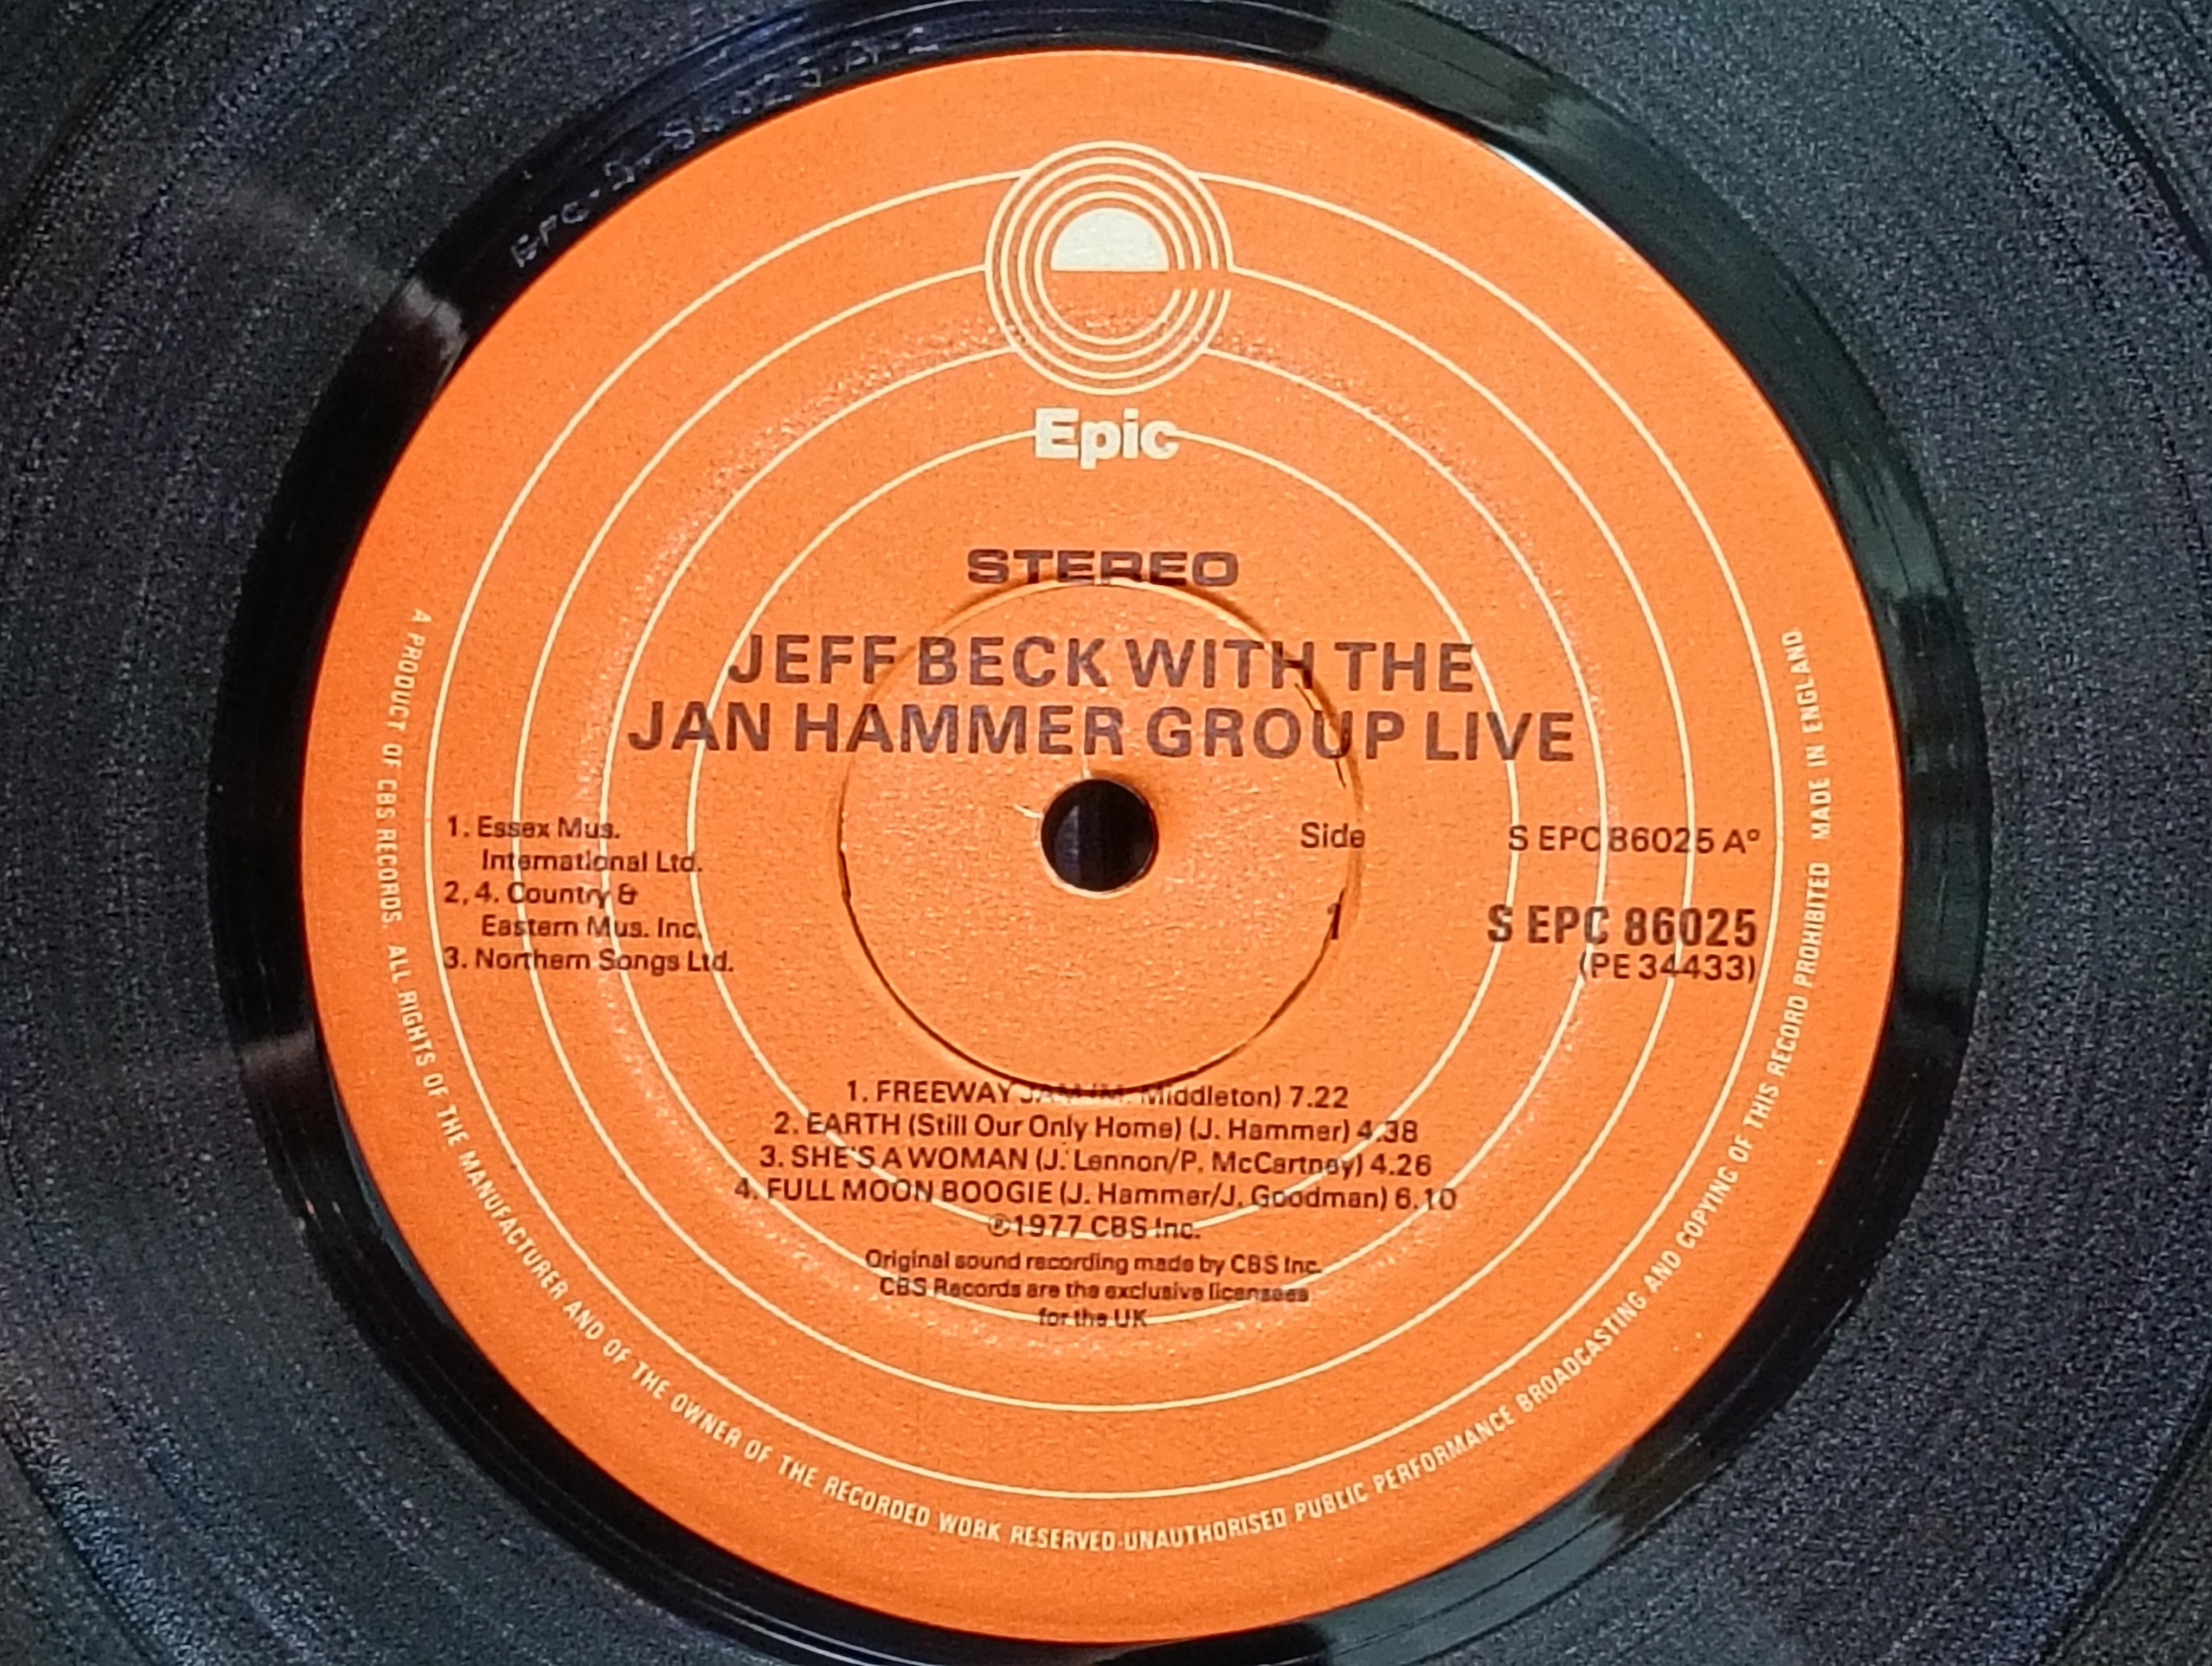 Epic
STEREO
JEFF BECK WITH THE
JAN HAMMER GROUP LIVE
1. Essex Mus.
International Ltd.
2, 4. Country &
Eastern Mus. Inc.
3. Northern Songs Ltd.
Side
1
S EPC 86025 A°
S EPC 86025
(PE 34433)
1. FREEWAY JAM (M. Middleton) 7.22
2. EARTH (Still Our Only Home) (J. Hammer) 4.38
3. SHE'S A WOMAN (J. Lennon/P. McCartney) 4.26
4. FULL MOON BOOGIE (J. Hammer/J. Goodman) 6.10
℗1977 CBS Inc.
Original sound recording made by CBS Inc.
CBS Records are the exclusive licensees
for the UK
A PRODUCT OF CBS RECORDS. ALL RIGHTS OF THE MANUFACTURER AND OF THE OWNER OF THE RECORDED WORK RESERVED-UNAUTHORISED PUBLIC PERFORMANCE BROADCASTING AND COPYING OF THIS RECORD PROHIBITED MADE IN ENGLAND